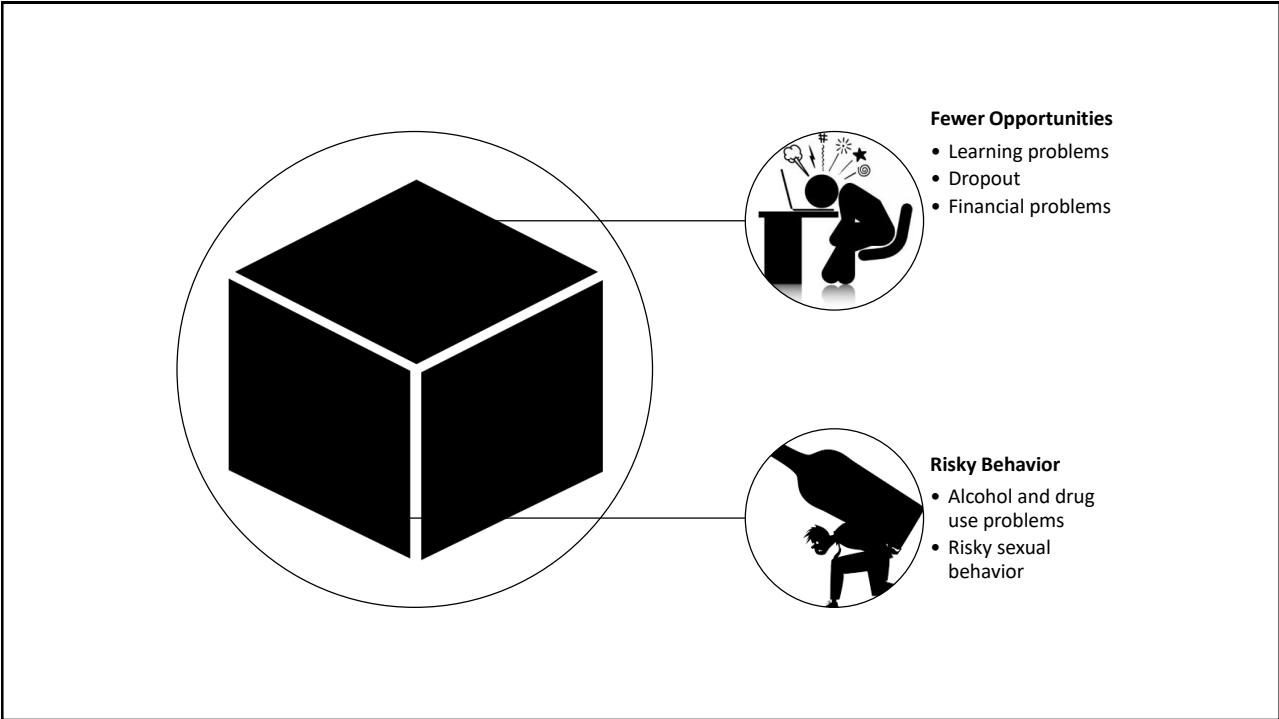 Fewer Opportunities
• Learning problems
• Dropout
• Financial problems
Risky Behavior
• Alcohol and drug
use problems
• Risky sexual
behavior